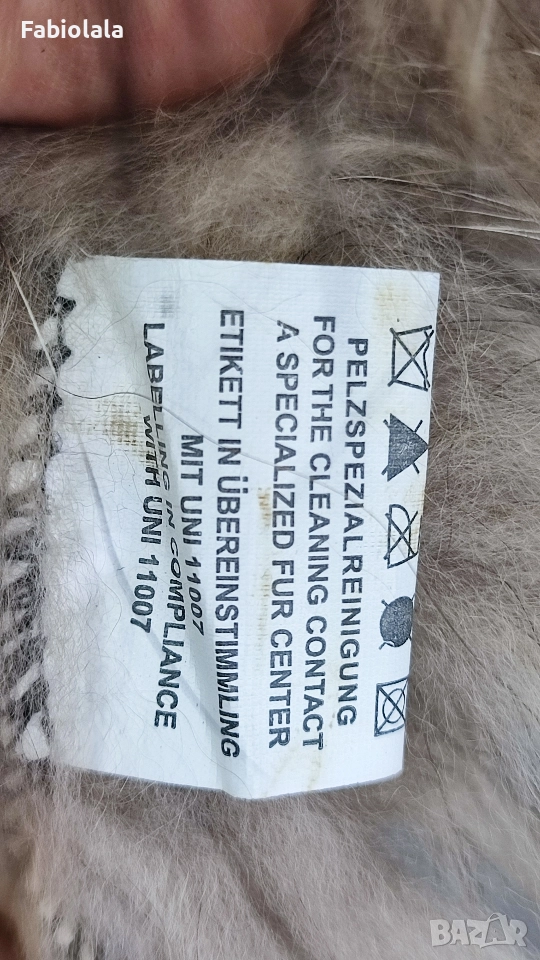 Fabiolala
PELZSPEZIALREINIGUNG
FOR THE CLEANING CONTACT
A SPECIALIZED FUR CENTER
ETIKETT IN ÜBEREINSTIMMLING
MIT UNI 11007
LABELLING IN COMPLIANCE
WITH UNI 11007
BAZAR